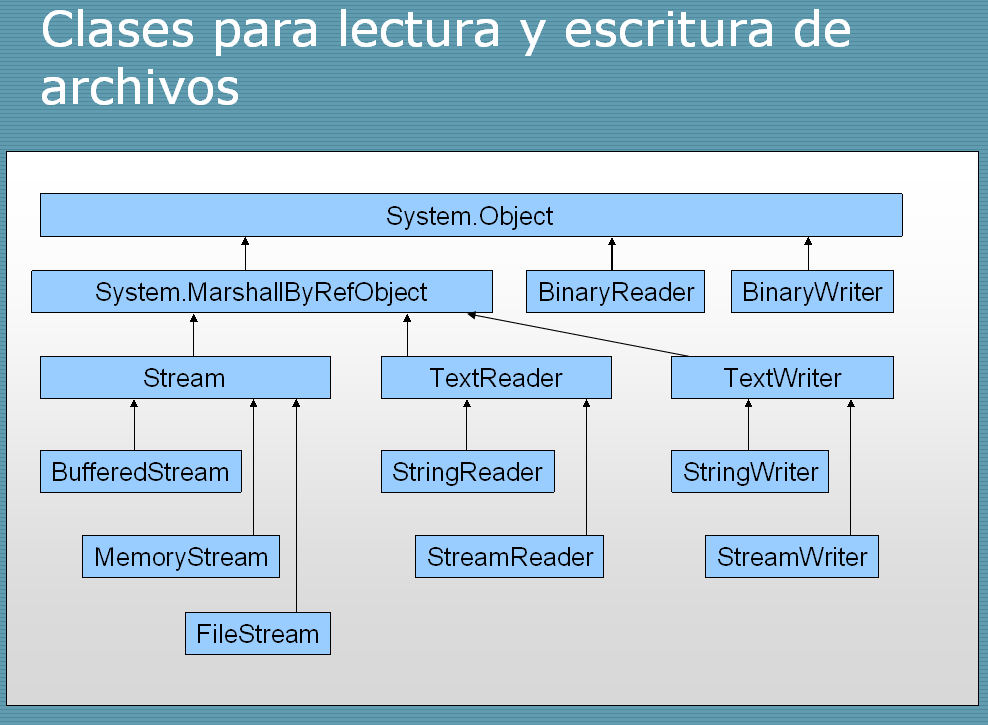 Clases para lectura y escritura de
archivos
System.Object
System.MarshallByRefObject
BinaryReader
BinaryWriter
Stream
TextReader
TextWriter
BufferedStream
StringReader
StringWriter
MemoryStream
StreamReader
StreamWriter
FileStream